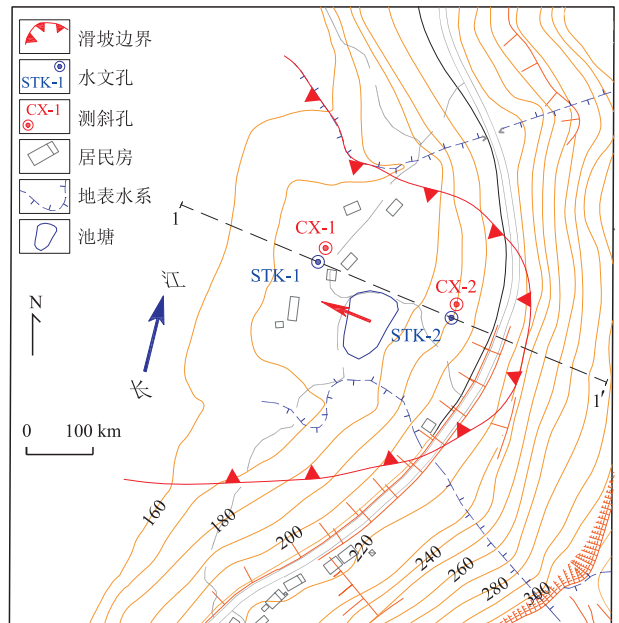 滑坡边界
STK-1
水文孔
CX-1
测斜孔
居民房
地表水系
池塘
1
CX-1
STK-1
江
CX-2
N
STK-2
长
1′
0 100 km
160
180
200
220
240
260
280
300